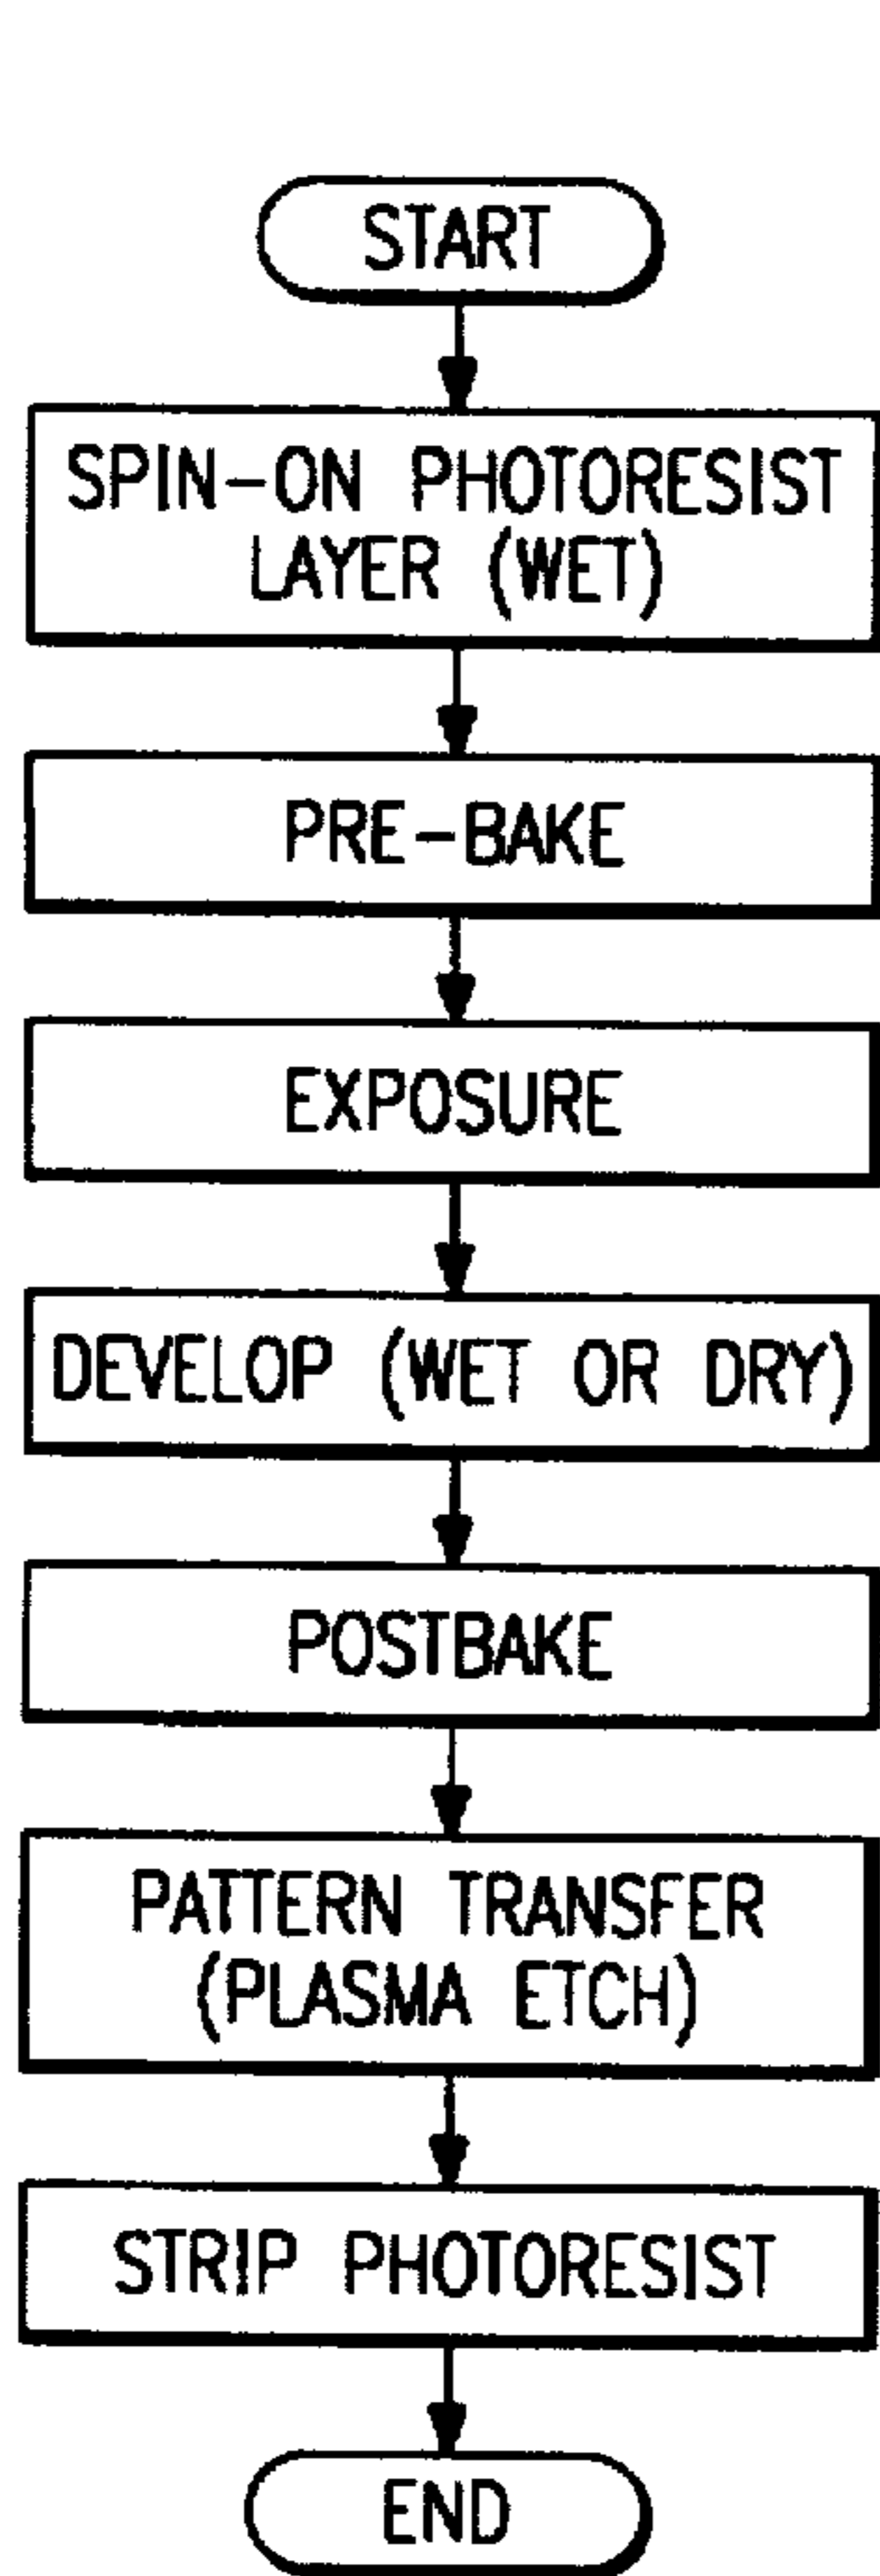 START
SPIN-ON PHOTORESIST
LAYER (WET)
PRE-BAKE
EXPOSURE
DEVELOP (WET OR DRY)
POSTBAKE
PATTERN TRANSFER
(PLASMA ETCH)
STRIP PHOTORESIST
END